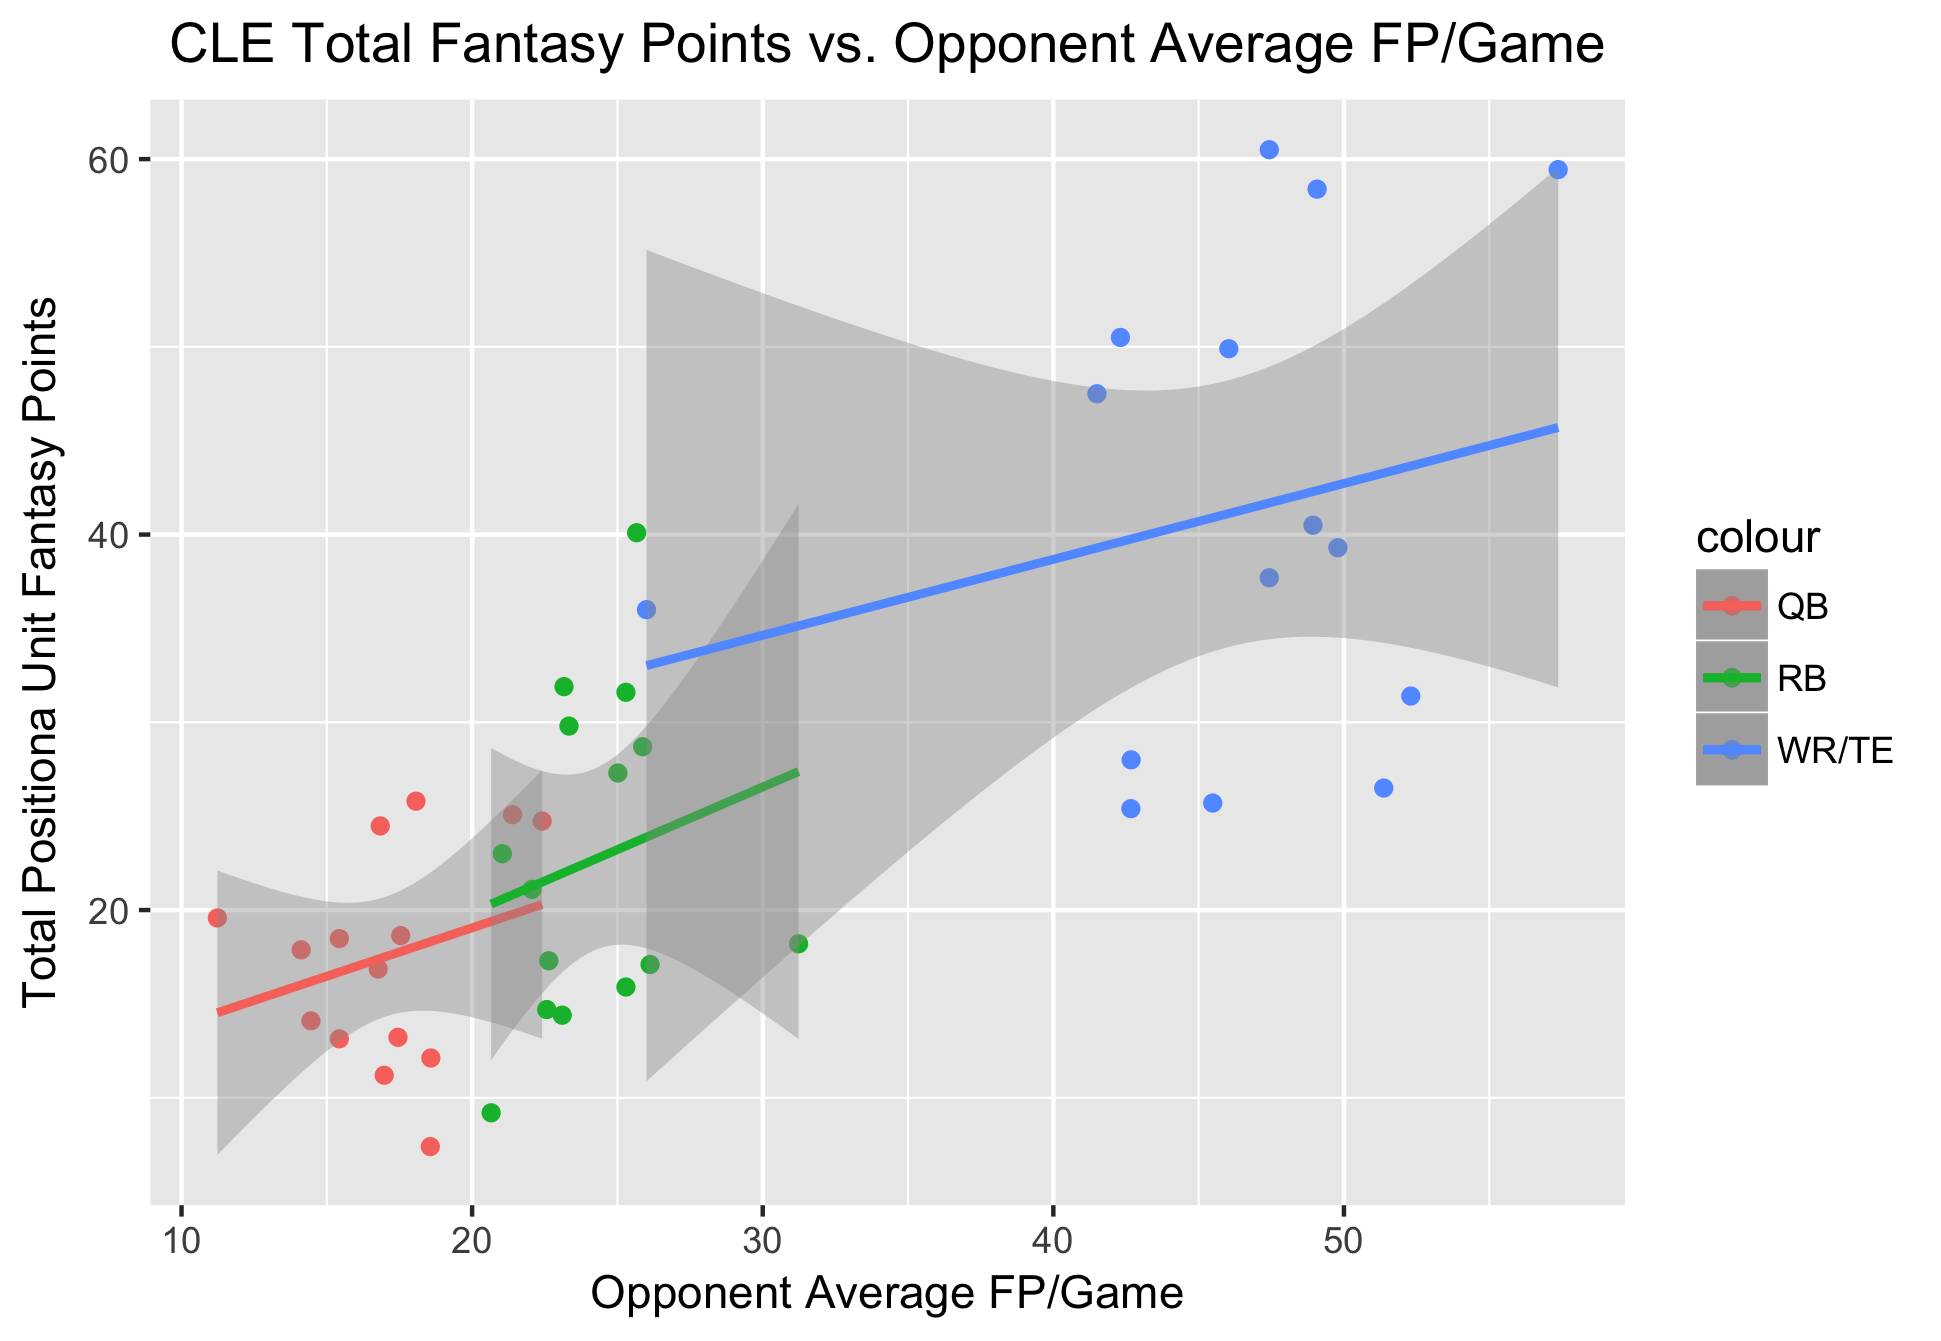 CLE Total Fantasy Points vs. Opponent Average FP/Game
Total Positiona Unit Fantasy Points
60
40
20
10 20 30 40 50
Opponent Average FP/Game
colour
QB
RB
WR/TE